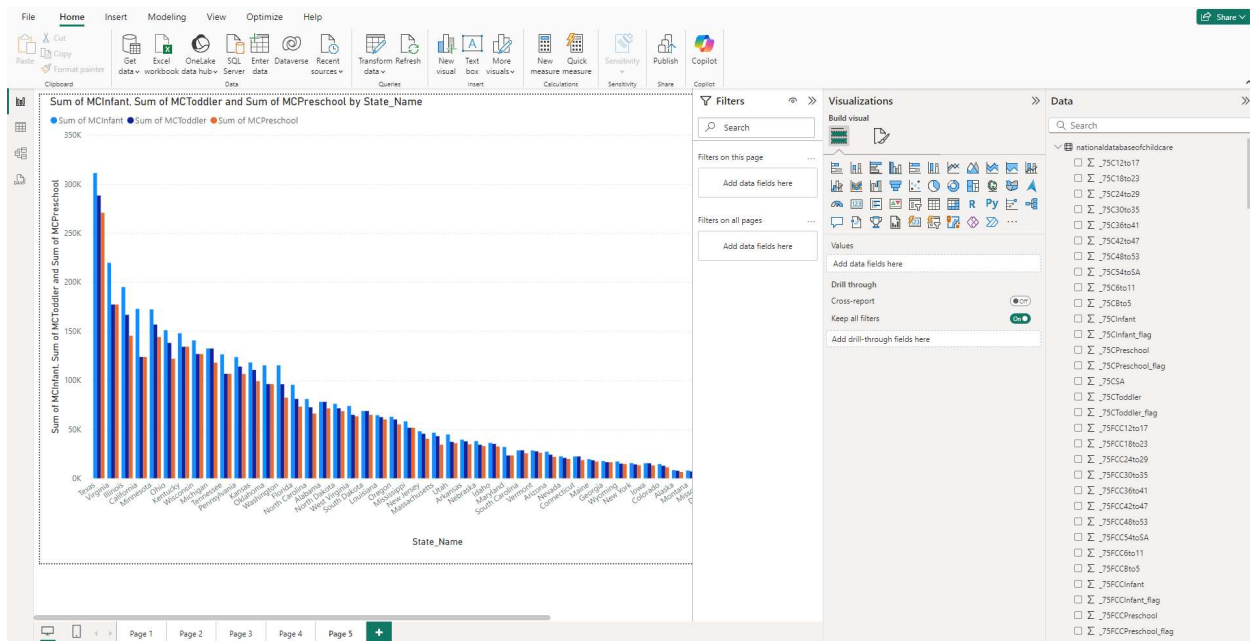 File Home Insert Modeling View Optimize Help
Share
Paste
Cut
Copy
Format painter
Clipboard
Get data
Excel workbook
OneLake data hub
SQL Server
Enter data
Dataverse
Recent sources
Data
Transform data
Refresh
Queries
New visual
Text box
More visuals
Insert
New measure
Quick measure
Calculations
Sensitivity
Sensitivity
Publish
Share
Copilot
Copilot
Sum of MCInfant, Sum of MCToddler and Sum of MCPreschool by State_Name
Sum of MCInfant Sum of MCToddler Sum of MCPreschool
350K
300K
250K
200K
150K
100K
50K
0K
Sum of MCInfant, Sum of MCToddler and Sum of MCPreschool
Texas
Virginia
Illinois
California
Minnesota
Ohio
Kentucky
Wisconsin
Michigan
Tennessee
Pennsylvania
Kansas
Oklahoma
Washington
Florida
North Carolina
Alabama
North Dakota
West Virginia
South Dakota
Louisiana
Oregon
Mississippi
New Jersey
Massachusetts
Utah
Arkansas
Nebraska
Idaho
Maryland
South Carolina
Vermont
Arizona
Nevada
Connecticut
Maine
Georgia
Wyoming
New York
Iowa
Colorado
Alaska
Montana
State_Name
Page 1 Page 2 Page 3 Page 4 Page 5
Filters
Search
Filters on this page
Add data fields here
Filters on all pages
Add data fields here
Visualizations
Build visual
123
R Py
Values
Add data fields here
Drill through
Cross-report
Off
Keep all filters
On
Add drill-through fields here
Data
Search
nationaldatabaseofchildcare
_75C12to17
_75C18to23
_75C24to29
_75C30to35
_75C36to41
_75C42to47
_75C48to53
_75C54toSA
_75C6to11
_75CBto5
_75CInfant
_75CInfant_flag
_75CPreschool
_75CPreschool_flag
_75CSA
_75CToddler
_75CToddler_flag
_75FCC12to17
_75FCC18to23
_75FCC24to29
_75FCC30to35
_75FCC36to41
_75FCC42to47
_75FCC48to53
_75FCC54toSA
_75FCC6to11
_75FCCBto5
_75FCCInfant
_75FCCInfant_flag
_75FCCPreschool
_75FCCPreschool_flag